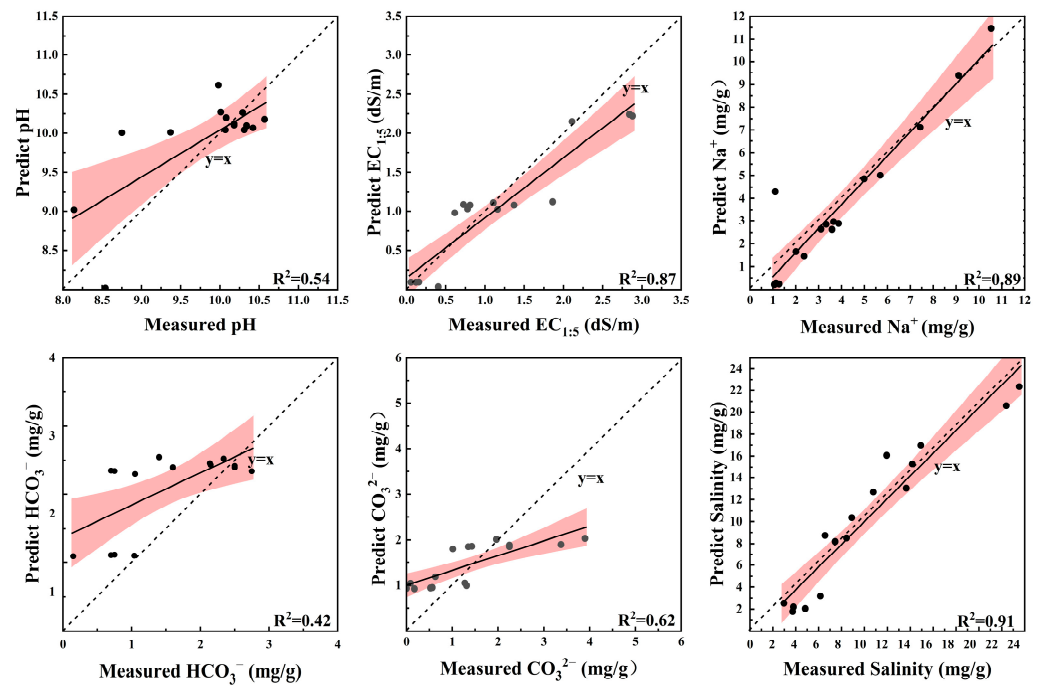 Predict pH
11.5
11.0
10.5
10.0
9.5
9.0
8.5
y=x
R²=0.54
8.0 8.5 9.0 9.5 10.0 10.5 11.0 11.5
Measured pH
Predict EC1:5 (dS/m)
3.5
3.0
2.5
2.0
1.5
1.0
0.5
y=x
R²=0.87
0.0 0.5 1.0 1.5 2.0 2.5 3.0 3.5
Measured EC1:5 (dS/m)
Predict Na⁺ (mg/g)
12
11
10
9
8
7
6
5
4
3
2
1
y=x
R²=0.89
0 1 2 3 4 5 6 7 8 9 10 11 12
Measured Na⁺ (mg/g)
Predict HCO₃⁻ (mg/g)
4
3
2
1
y=x
R²=0.42
0 1 2 3 4
Measured HCO₃⁻ (mg/g)
Predict CO₃²⁻ (mg/g)
6
5
4
3
2
1
y=x
R²=0.62
0 1 2 3 4 5 6
Measured CO₃²⁻ (mg/g)
Predict Salinity (mg/g)
24
22
20
18
16
14
12
10
8
6
4
2
y=x
R²=0.91
0 2 4 6 8 10 12 14 16 18 20 22 24
Measured Salinity (mg/g)